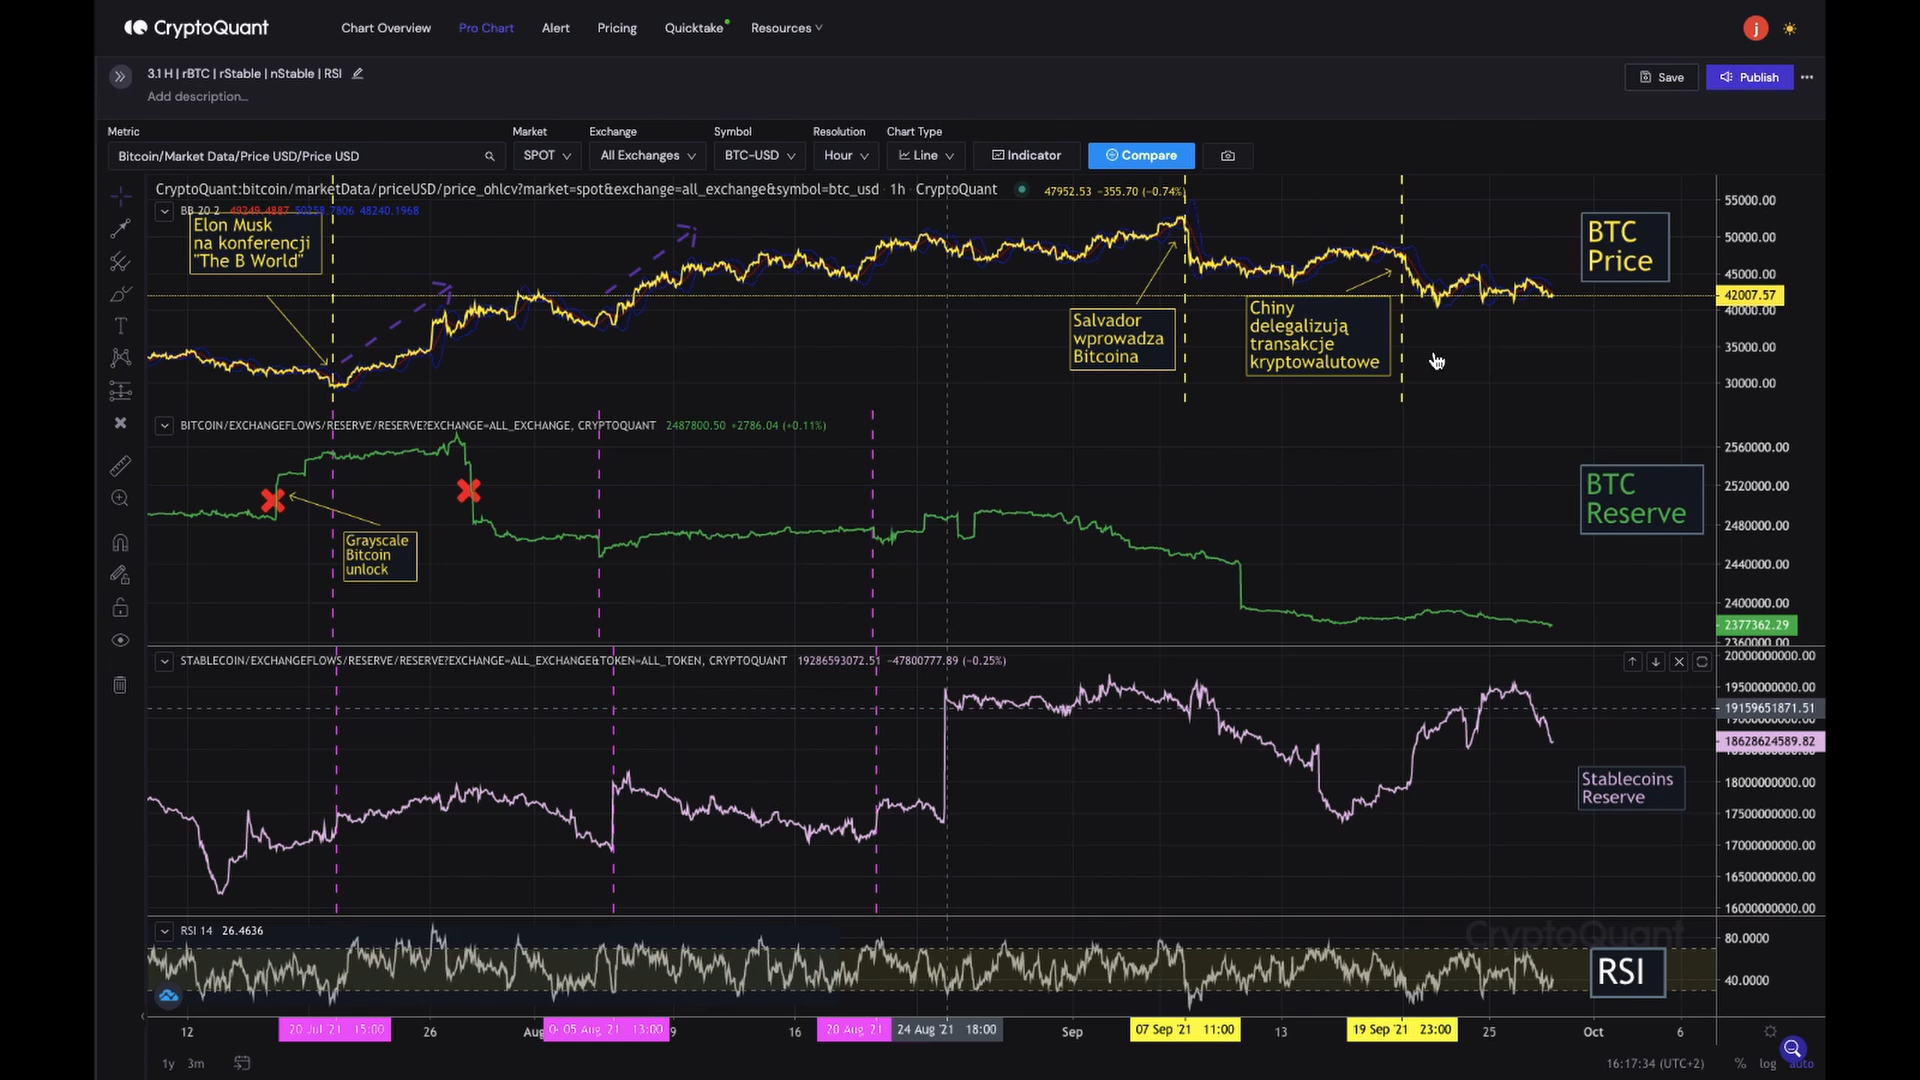 CryptoQuant
Chart Overview
Pro Chart
Alert
Pricing
Quicktake
Resources
j
3.1 H | rBTC | rStable | nStable | RSI
Add description...
Save
Publish
Metric
Market
Exchange
Symbol
Resolution
Chart Type
Bitcoin/Market Data/Price USD/Price USD
SPOT
All Exchanges
BTC-USD
Hour
Line
Indicator
Compare
CryptoQuant:bitcoin/marketData/priceUSD/price_ohlcv?market=spot&exchange=all_exchange&symbol=btc_usd · 1h · CryptoQuant
47952.53 −355.70 (−0.74%)
BB 20 2 49249.4887 50258.7806 48240.1968
Elon Musk
na konferencji
"The B World"
Salvador
wprowadza
Bitcoina
Chiny
delegalizują
transakcje
kryptowalutowe
BTC
Price
55000.00
50000.00
45000.00
42007.57
40000.00
35000.00
30000.00
BITCOIN/EXCHANGEFLOWS/RESERVE/RESERVE?EXCHANGE=ALL_EXCHANGE, CRYPTOQUANT 2487800.50 +2786.04 (+0.11%)
Grayscale
Bitcoin
unlock
BTC
Reserve
2560000.00
2520000.00
2480000.00
2440000.00
2400000.00
2377362.29
2360000.00
STABLECOIN/EXCHANGEFLOWS/RESERVE/RESERVE?EXCHANGE=ALL_EXCHANGE&TOKEN=ALL_TOKEN, CRYPTOQUANT 19286593072.51 −47800777.89 (−0.25%)
Stablecoins
Reserve
20000000000.00
19500000000.00
19159651871.51
18628624589.82
18000000000.00
17500000000.00
17000000000.00
16500000000.00
16000000000.00
RSI 14 26.4636
CryptoQuant
RSI
80.0000
40.0000
12
20 Jul '21 15:00
26
Aug
05 Aug '21 13:00
9
16
20 Aug '21
24 Aug '21 18:00
Sep
07 Sep '21 11:00
13
19 Sep '21 23:00
25
Oct
6
1y
3m
16:17:34 (UTC+2)
%
log
auto